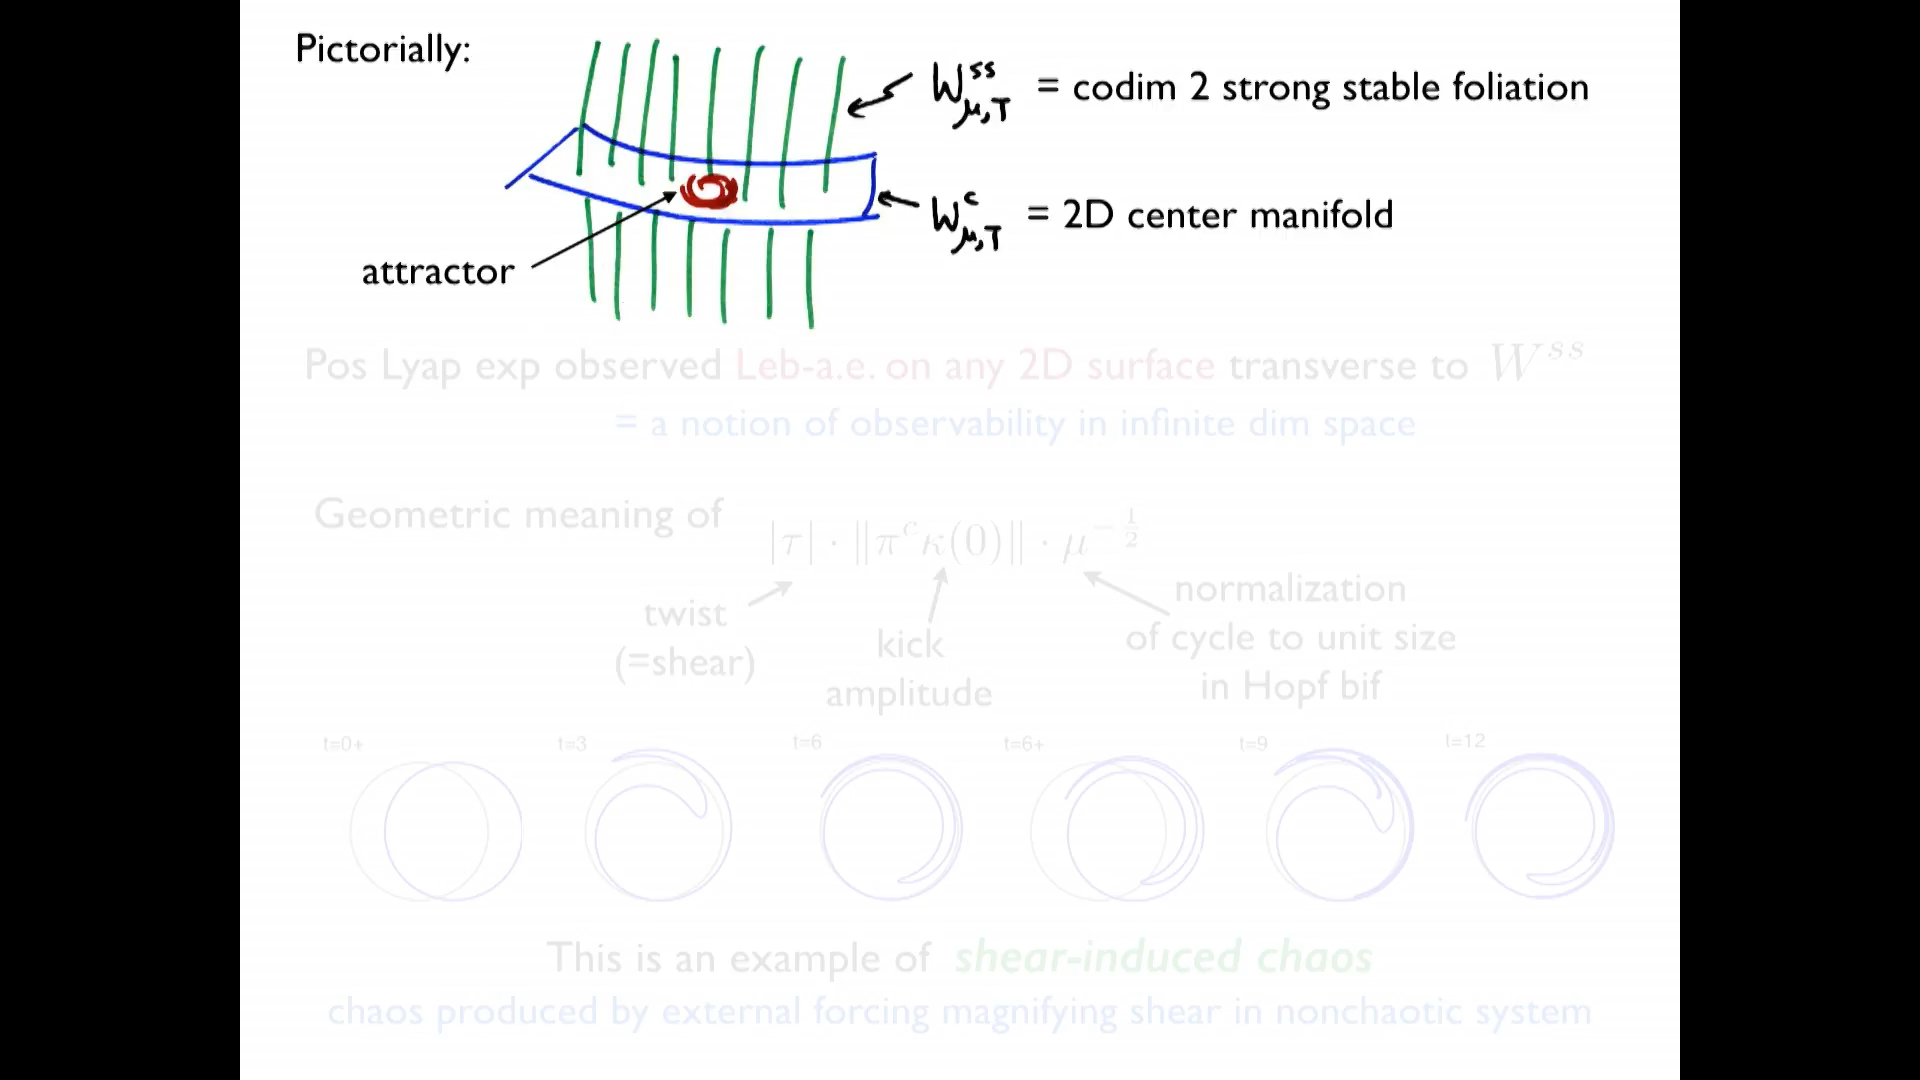 Pictorially:
W^{ss}_{μ,T} = codim 2 strong stable foliation
W^{c}_{μ,T} = 2D center manifold
attractor
Pos Lyap exp observed Leb-a.e. on any 2D surface transverse to W^{ss}
= a notion of observability in infinite dim space
Geometric meaning of |τ| · ||π^c κ(0)|| · μ^{-1/2}
twist
(=shear)
kick
amplitude
normalization
of cycle to unit size
in Hopf bif
t=0+ t=3 t=6 t=6+ t=9 t=12
This is an example of shear-induced chaos
chaos produced by external forcing magnifying shear in nonchaotic system